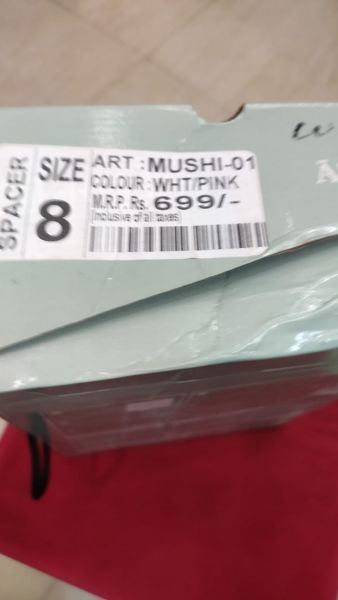 SPACER
SIZE
8
ART : MUSHI-01
COLOUR : WHT/PINK
M.R.P. Rs. 699/-
Inclusive of all taxes